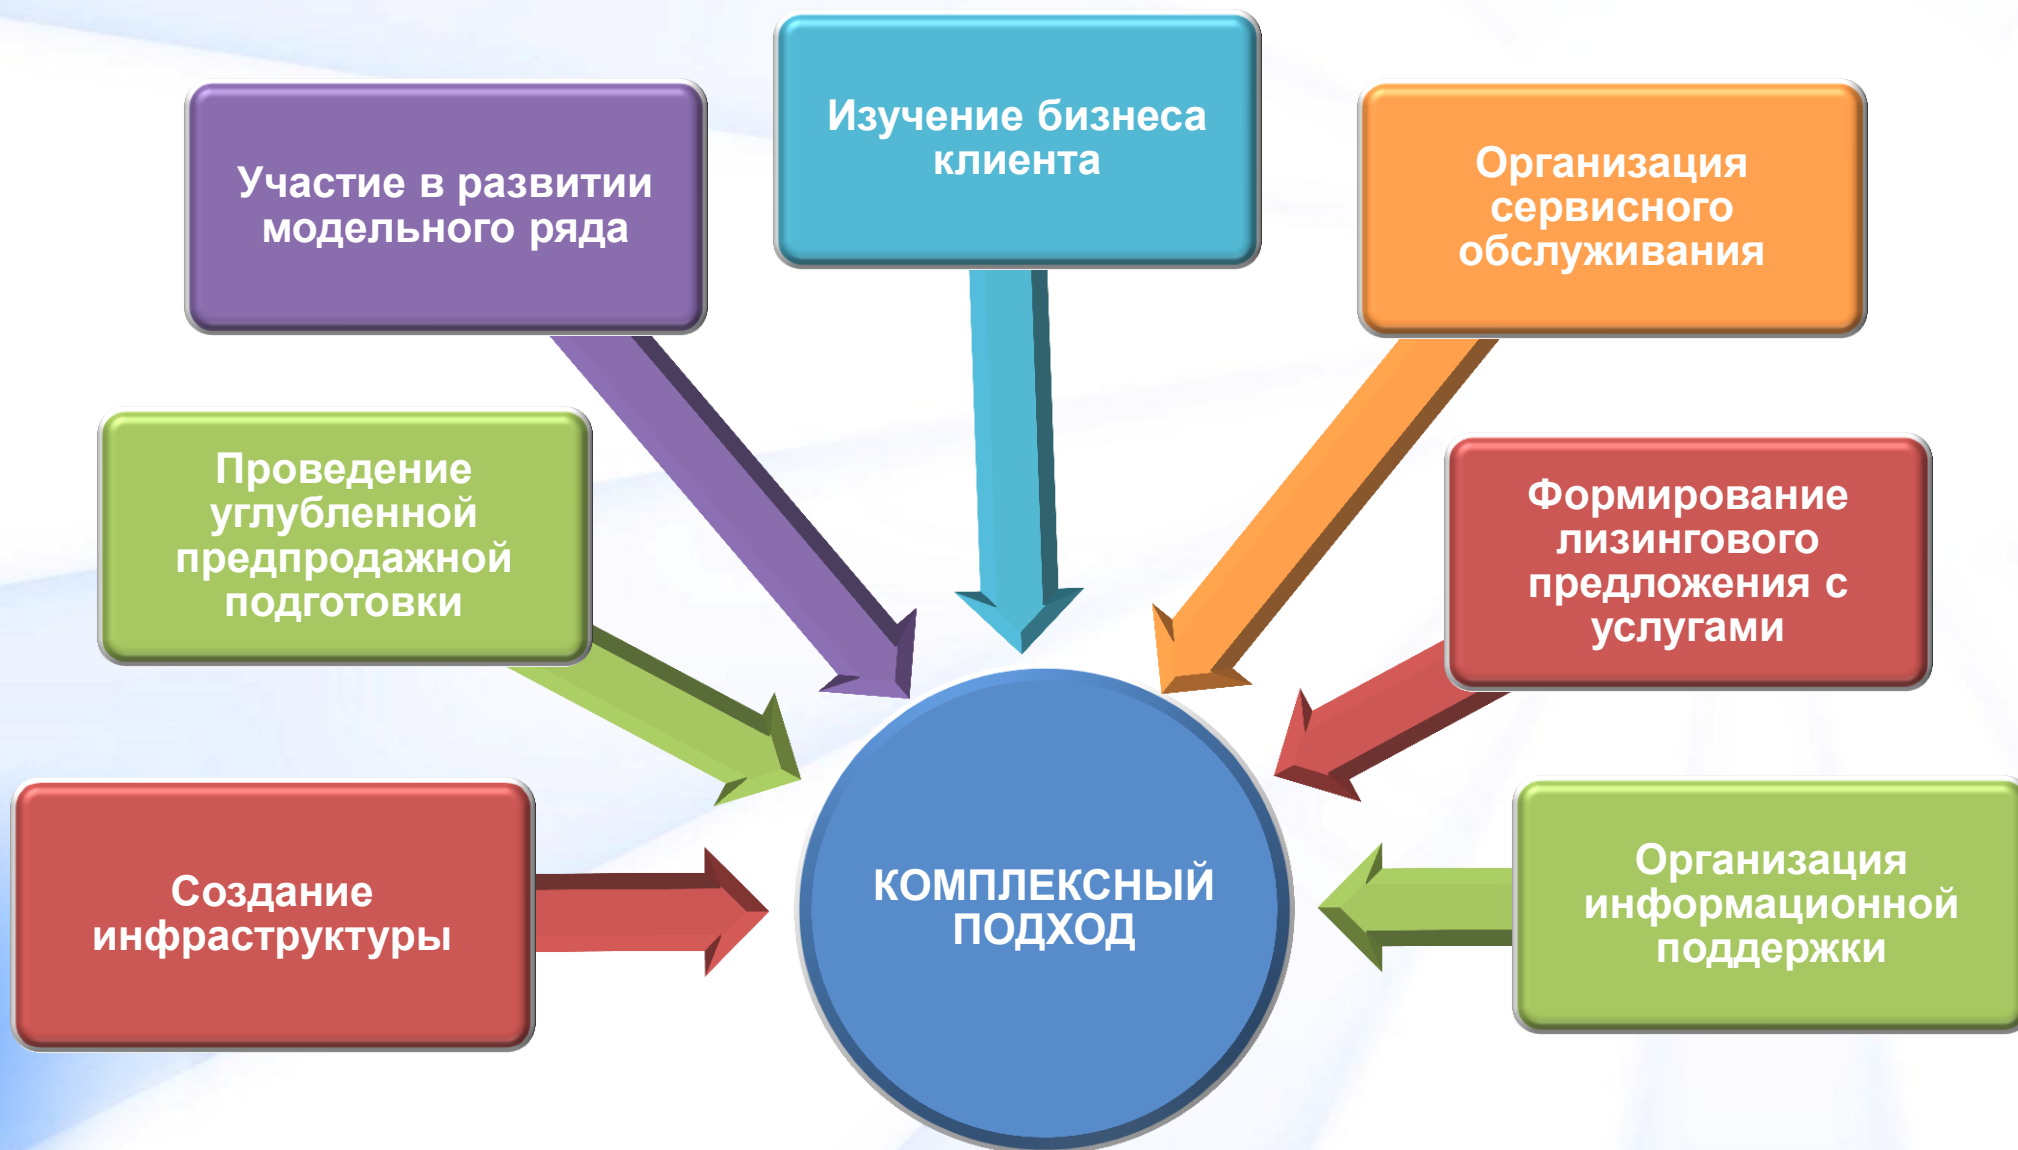 Изучение бизнеса
клиента
Участие в развитии
модельного ряда
Организация
сервисного
обслуживания
Проведение
углубленной
предпродажной
подготовки
Формирование
лизингового
предложения с
услугами
Создание
инфраструктуры
КОМПЛЕКСНЫЙ
ПОДХОД
Организация
информационной
поддержки